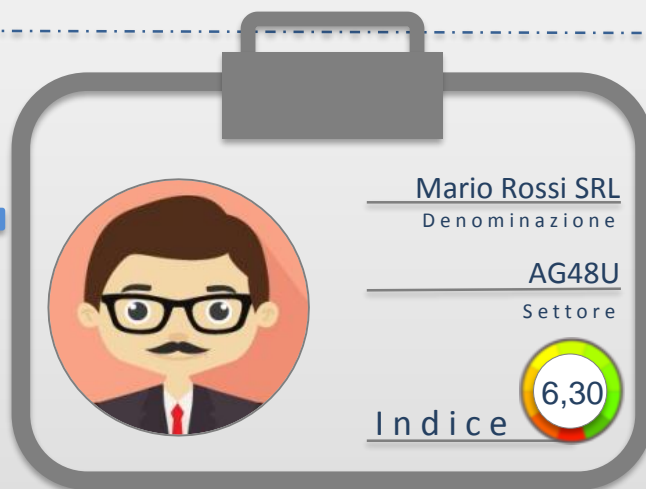 Mario Rossi SRL
Denominazione
AG48U
Settore
6,30
Indice